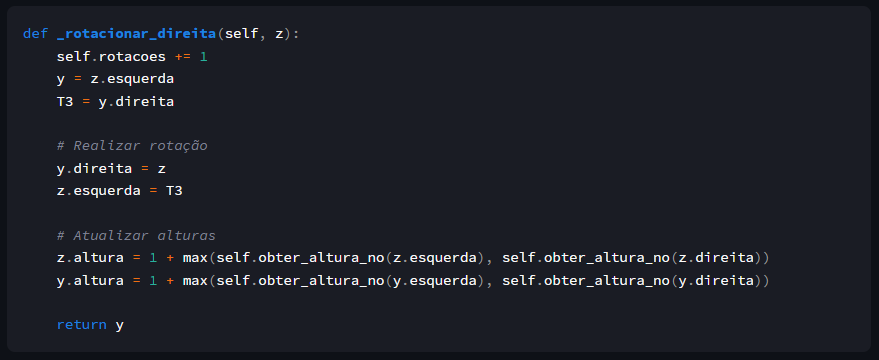 def _rotacionar_direita(self, z):
    self.rotacoes += 1
    y = z.esquerda
    T3 = y.direita
    # Realizar rotação
    y.direita = z
    z.esquerda = T3
    # Atualizar alturas
    z.altura = 1 + max(self.obter_altura_no(z.esquerda), self.obter_altura_no(z.direita))
    y.altura = 1 + max(self.obter_altura_no(y.esquerda), self.obter_altura_no(y.direita))
    return y